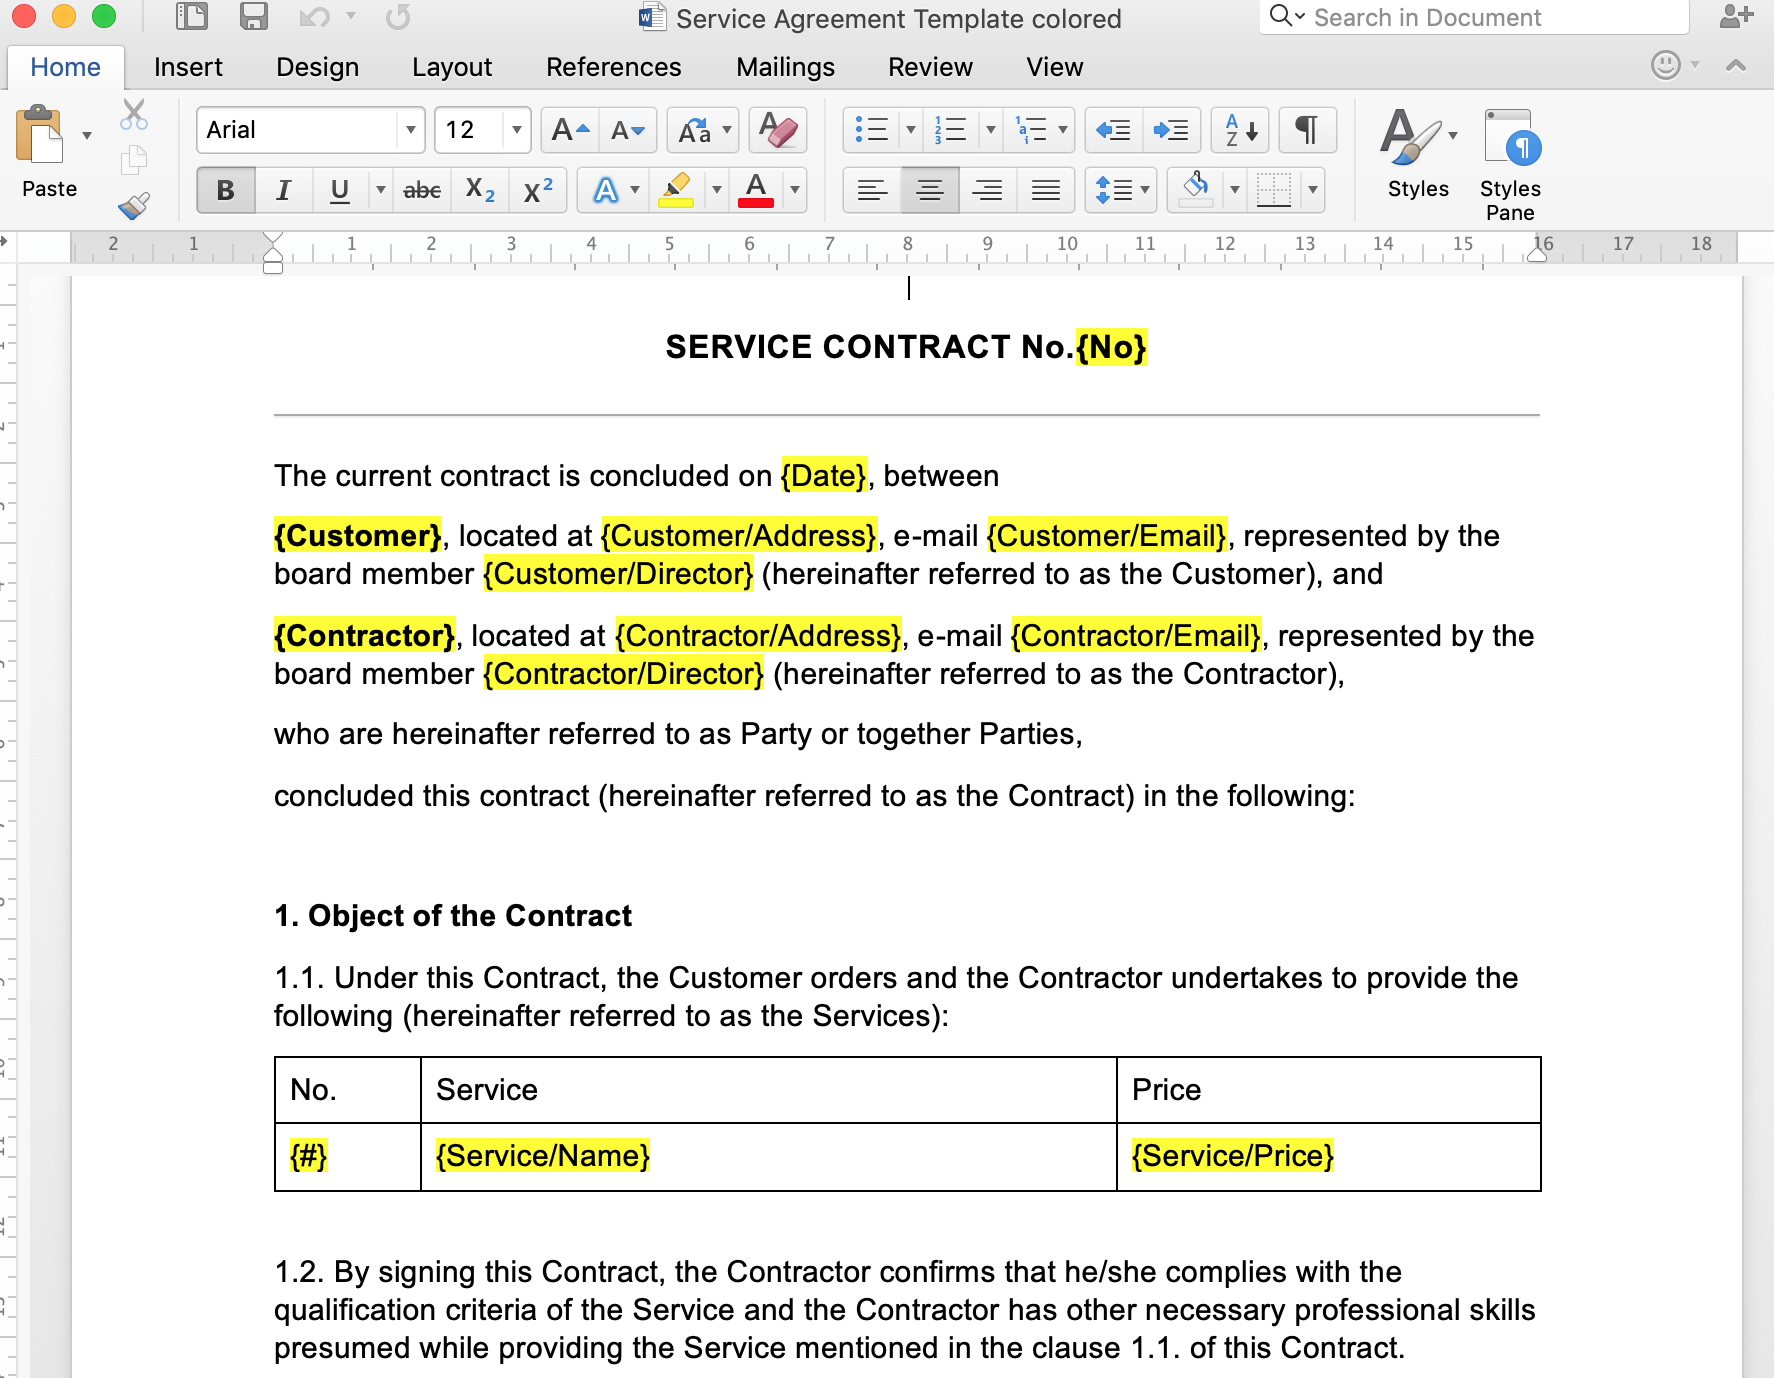 Service Agreement Template colored
Search in Document
Home Insert Design Layout References Mailings Review View
Paste
Arial 12
Styles
Styles Pane
2 1 1 2 3 4 5 6 7 8 9 10 11 12 13 14 15 16 17 18
SERVICE CONTRACT No.{No}
The current contract is concluded on {Date}, between
{Customer}, located at {Customer/Address}, e-mail {Customer/Email}, represented by the
board member {Customer/Director} (hereinafter referred to as the Customer), and
{Contractor}, located at {Contractor/Address}, e-mail {Contractor/Email}, represented by the
board member {Contractor/Director} (hereinafter referred to as the Contractor),
who are hereinafter referred to as Party or together Parties,
concluded this contract (hereinafter referred to as the Contract) in the following:
1. Object of the Contract
1.1. Under this Contract, the Customer orders and the Contractor undertakes to provide the
following (hereinafter referred to as the Services):
No. Service Price
{#} {Service/Name} {Service/Price}
1.2. By signing this Contract, the Contractor confirms that he/she complies with the
qualification criteria of the Service and the Contractor has other necessary professional skills
presumed while providing the Service mentioned in the clause 1.1. of this Contract.